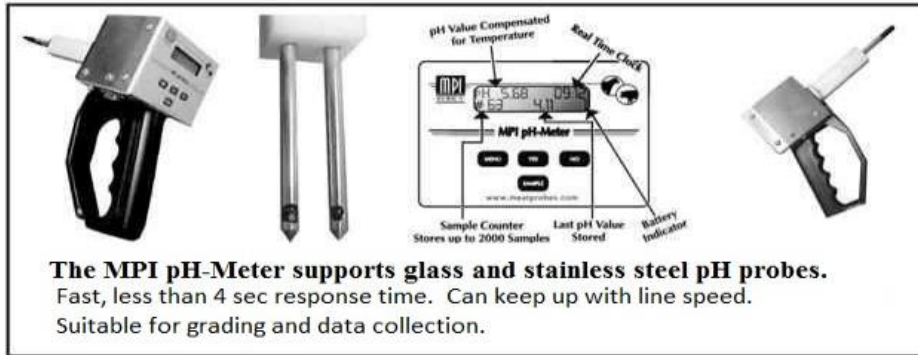 pH Value Compensated
for Temperature
Real Time Clock
MPI
PH 5.68 09:12
# 63 4.11
MPI pH-Meter
MENU YES NO
SAMPLE
www.meatprobes.com
Sample Counter
Stores up to 2000 Samples
Last pH Value
Stored
Battery
Indicator
The MPI pH-Meter supports glass and stainless steel pH probes.
Fast, less than 4 sec response time. Can keep up with line speed.
Suitable for grading and data collection.